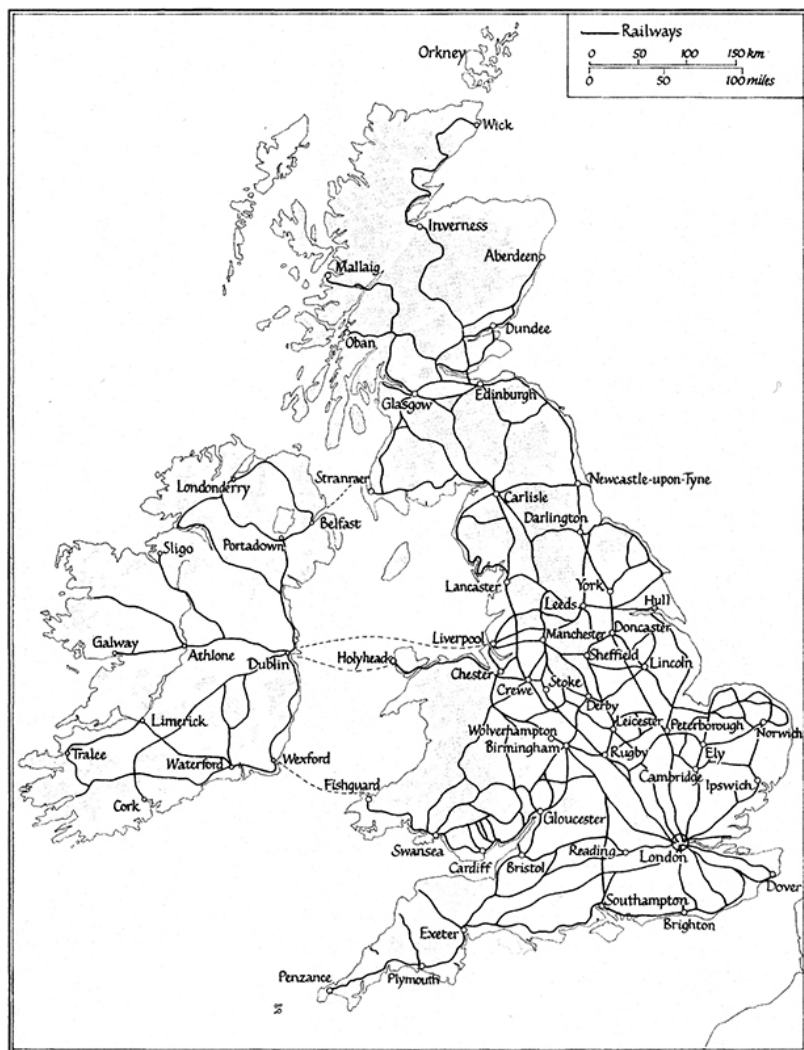 Railways
0 50 100 150 km
0 50 100 miles
Orkney
Wick
Inverness
Aberdeen
Mallaig
Dundee
Oban
Glasgow
Edinburgh
Stranraer
Newcastle-upon-Tyne
Londonderry
Carlisle
Belfast
Darlington
Portadown
Sligo
Lancaster
York
Leeds
Hull
Galway
Athlone
Dublin
Liverpool
Manchester
Doncaster
Holyhead
Sheffield
Lincoln
Chester
Crewe
Stoke
Derby
Limerick
Leicester
Peterborough
Norwich
Wolverhampton
Birmingham
Rugby
Ely
Tralee
Waterford
Wexford
Cambridge
Ipswich
Fishguard
Cork
Gloucester
Swansea
Cardiff
Bristol
Reading
London
Dover
Southampton
Brighton
Exeter
Penzance
Plymouth